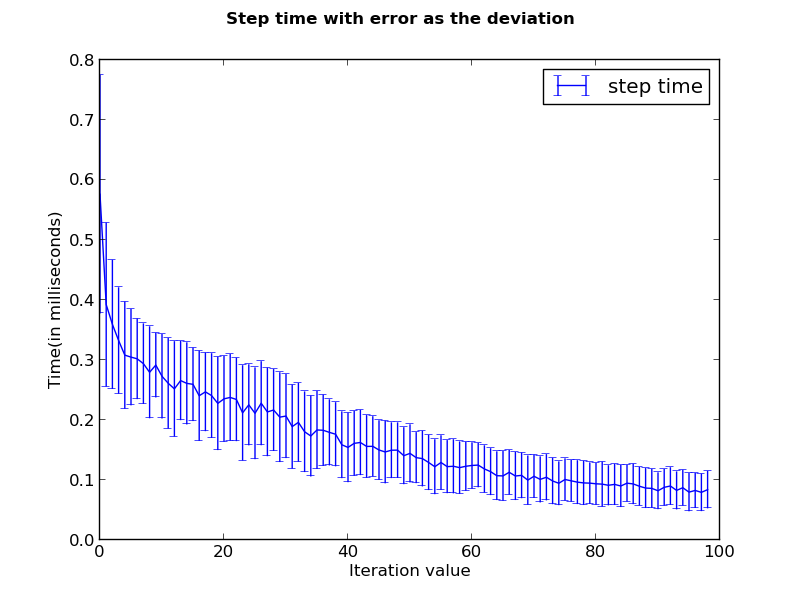 Step time with error as the deviation
step time
Time(in milliseconds)
0.8
0.7
0.6
0.5
0.4
0.3
0.2
0.1
0.0
0 20 40 60 80 100
Iteration value